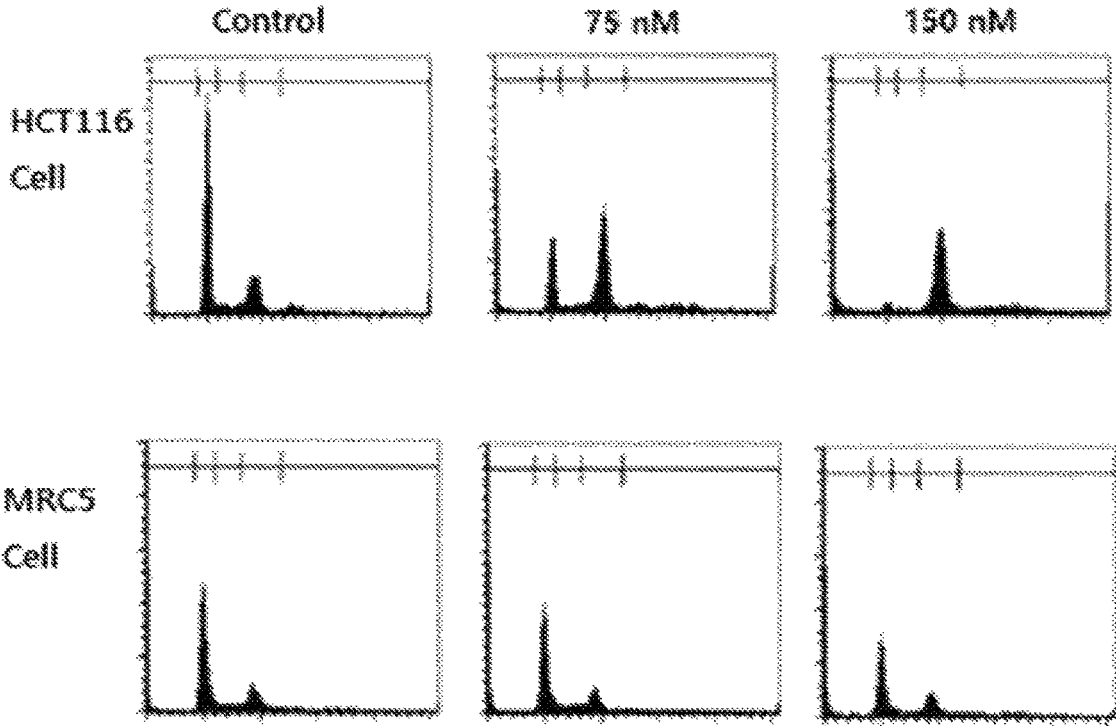 Control
75 nM
150 nM
HCT116
Cell
MRC5
Cell